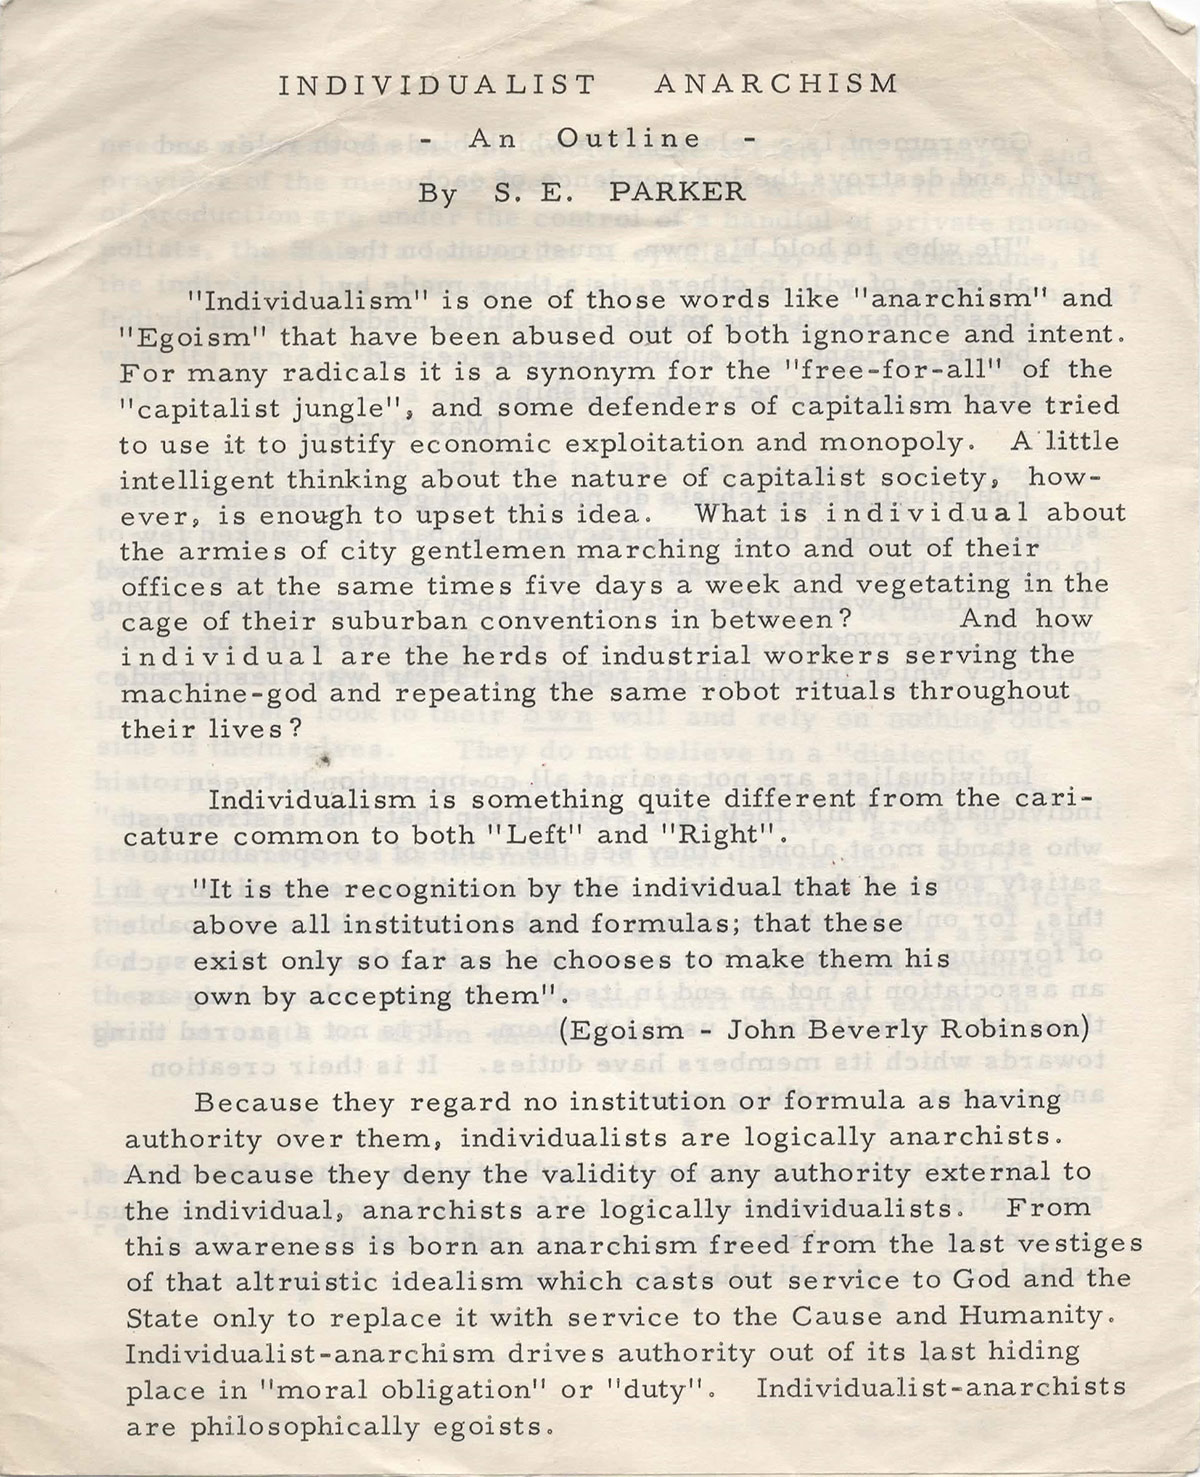 INDIVIDUALIST ANARCHISM
- An Outline -
By S. E. PARKER
"Individualism" is one of those words like "anarchism" and
"Egoism" that have been abused out of both ignorance and intent.
For many radicals it is a synonym for the "free-for-all" of the
"capitalist jungle", and some defenders of capitalism have tried
to use it to justify economic exploitation and monopoly. A little
intelligent thinking about the nature of capitalist society, how-
ever, is enough to upset this idea. What is individual about
the armies of city gentlemen marching into and out of their
offices at the same times five days a week and vegetating in the
cage of their suburban conventions in between? And how
individual are the herds of industrial workers serving the
machine-god and repeating the same robot rituals throughout
their lives?
Individualism is something quite different from the cari-
cature common to both "Left" and "Right".
"It is the recognition by the individual that he is
above all institutions and formulas; that these
exist only so far as he chooses to make them his
own by accepting them".
(Egoism - John Beverly Robinson)
Because they regard no institution or formula as having
authority over them, individualists are logically anarchists.
And because they deny the validity of any authority external to
the individual, anarchists are logically individualists. From
this awareness is born an anarchism freed from the last vestiges
of that altruistic idealism which casts out service to God and the
State only to replace it with service to the Cause and Humanity.
Individualist-anarchism drives authority out of its last hiding
place in "moral obligation" or "duty". Individualist-anarchists
are philosophically egoists.